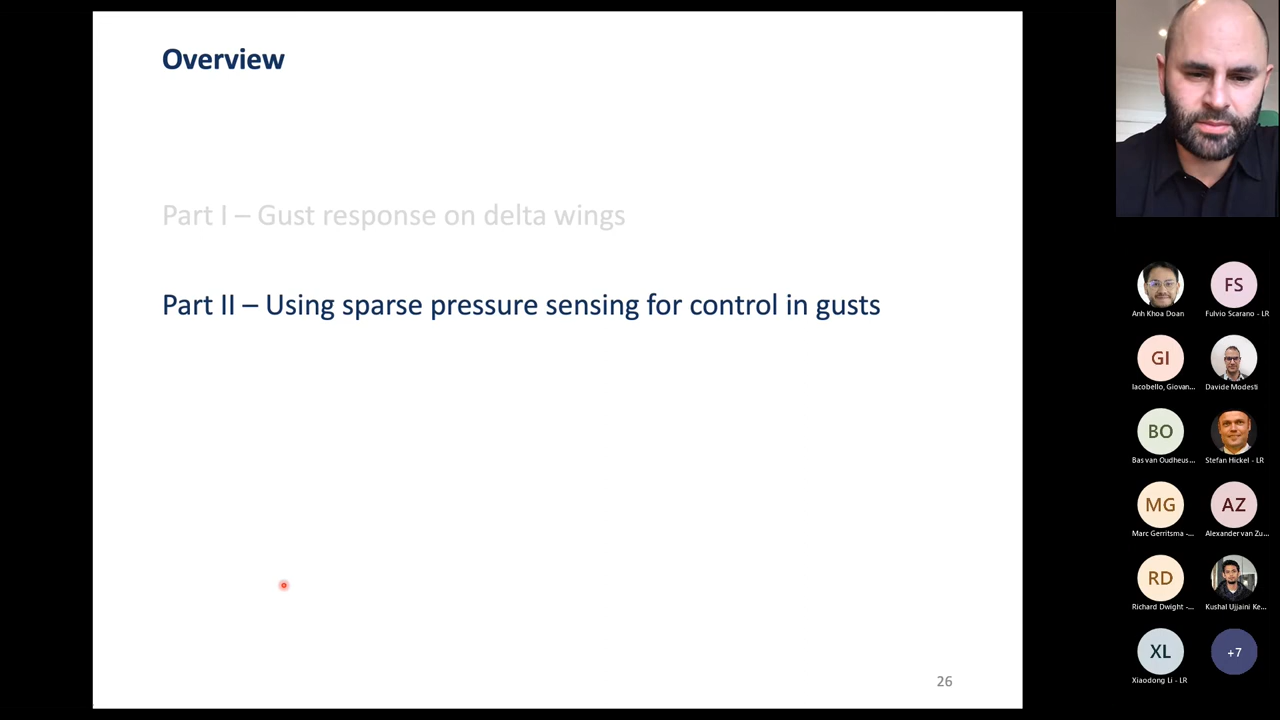 Overview
Part I – Gust response on delta wings
Part II – Using sparse pressure sensing for control in gusts
26
Anh Khoa Doan
FS
Fulvio Scarano - LR
GI
Iacobello, Giovan...
Davide Modesti
BO
Bas van Oudheus...
Stefan Hickel - LR
MG
Marc Gerritsma -...
AZ
Alexander van Zu...
RD
Richard Dwight -...
Kushal Ujjaini Ke...
XL
Xiaodong Li - LR
+7